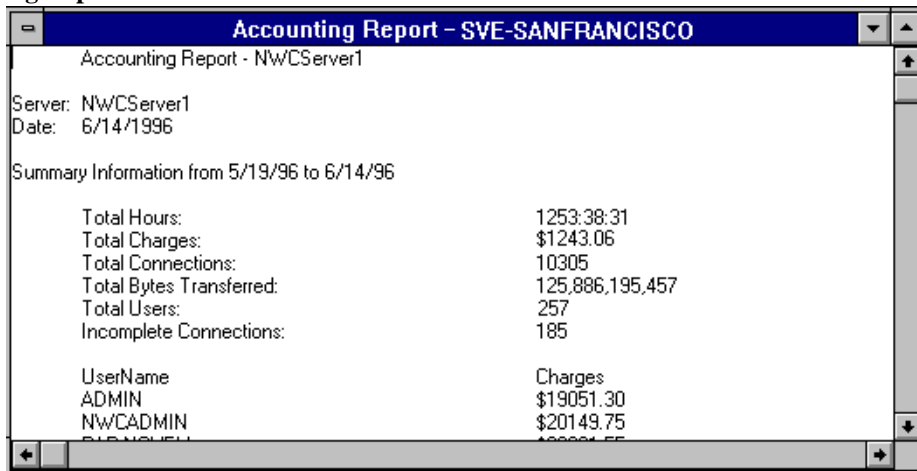 Accounting Report – SVE-SANFRANCISCO
Accounting Report - NWCServer1
Server: NWCServer1
Date: 6/14/1996
Summary Information from 5/19/96 to 6/14/96
Total Hours: 1253:38:31
Total Charges: $1243.06
Total Connections: 10305
Total Bytes Transferred: 125,886,195,457
Total Users: 257
Incomplete Connections: 185
UserName Charges
ADMIN $19051.30
NWCADMIN $20149.75